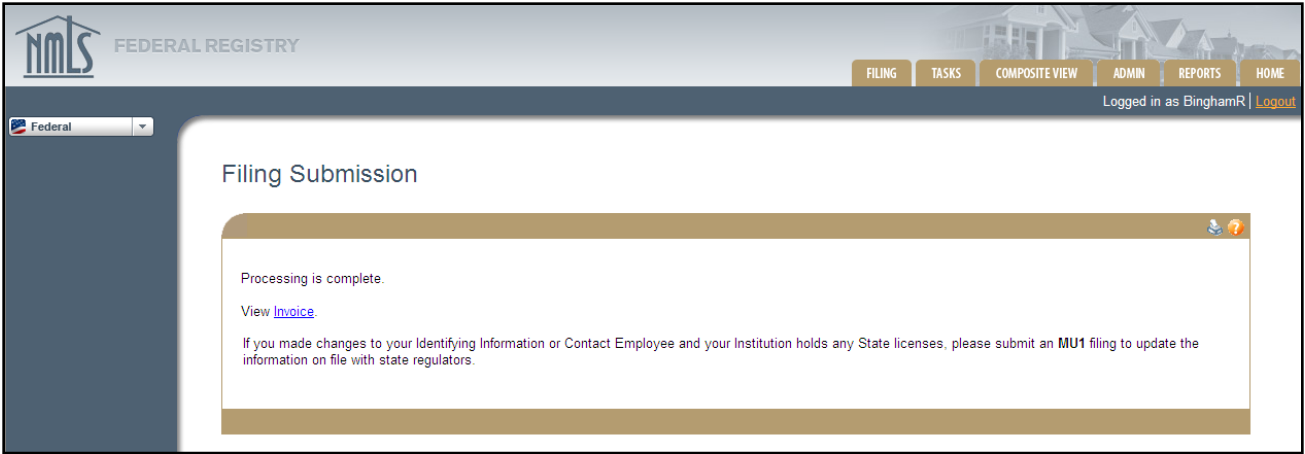 NMLS FEDERAL REGISTRY
FILING TASKS COMPOSITE VIEW ADMIN REPORTS HOME
Logged in as BinghamR | Logout
Federal
Filing Submission
Processing is complete.
View Invoice.
If you made changes to your Identifying Information or Contact Employee and your Institution holds any State licenses, please submit an MU1 filing to update the
information on file with state regulators.